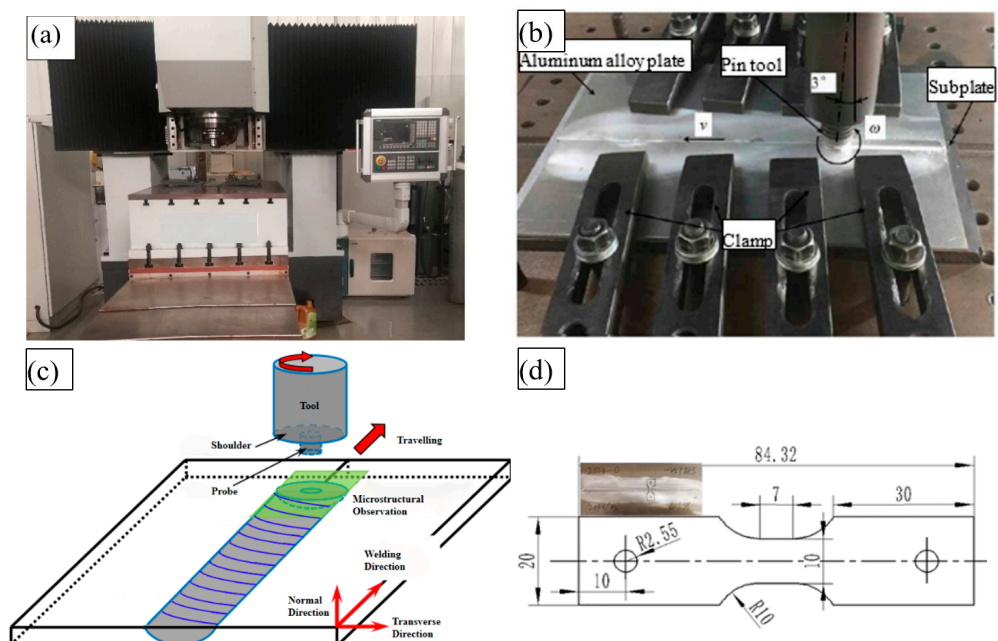 (a)
(b)
Aluminum alloy plate
Pin tool
3°
Subplate
v
ω
Clamp
(c)
Tool
Shoulder
Travelling
Probe
Microstructural
Observation
Welding
Direction
Normal
Direction
Transverse
Direction
(d)
84.32
7
30
20
R2.55
10
10
R10